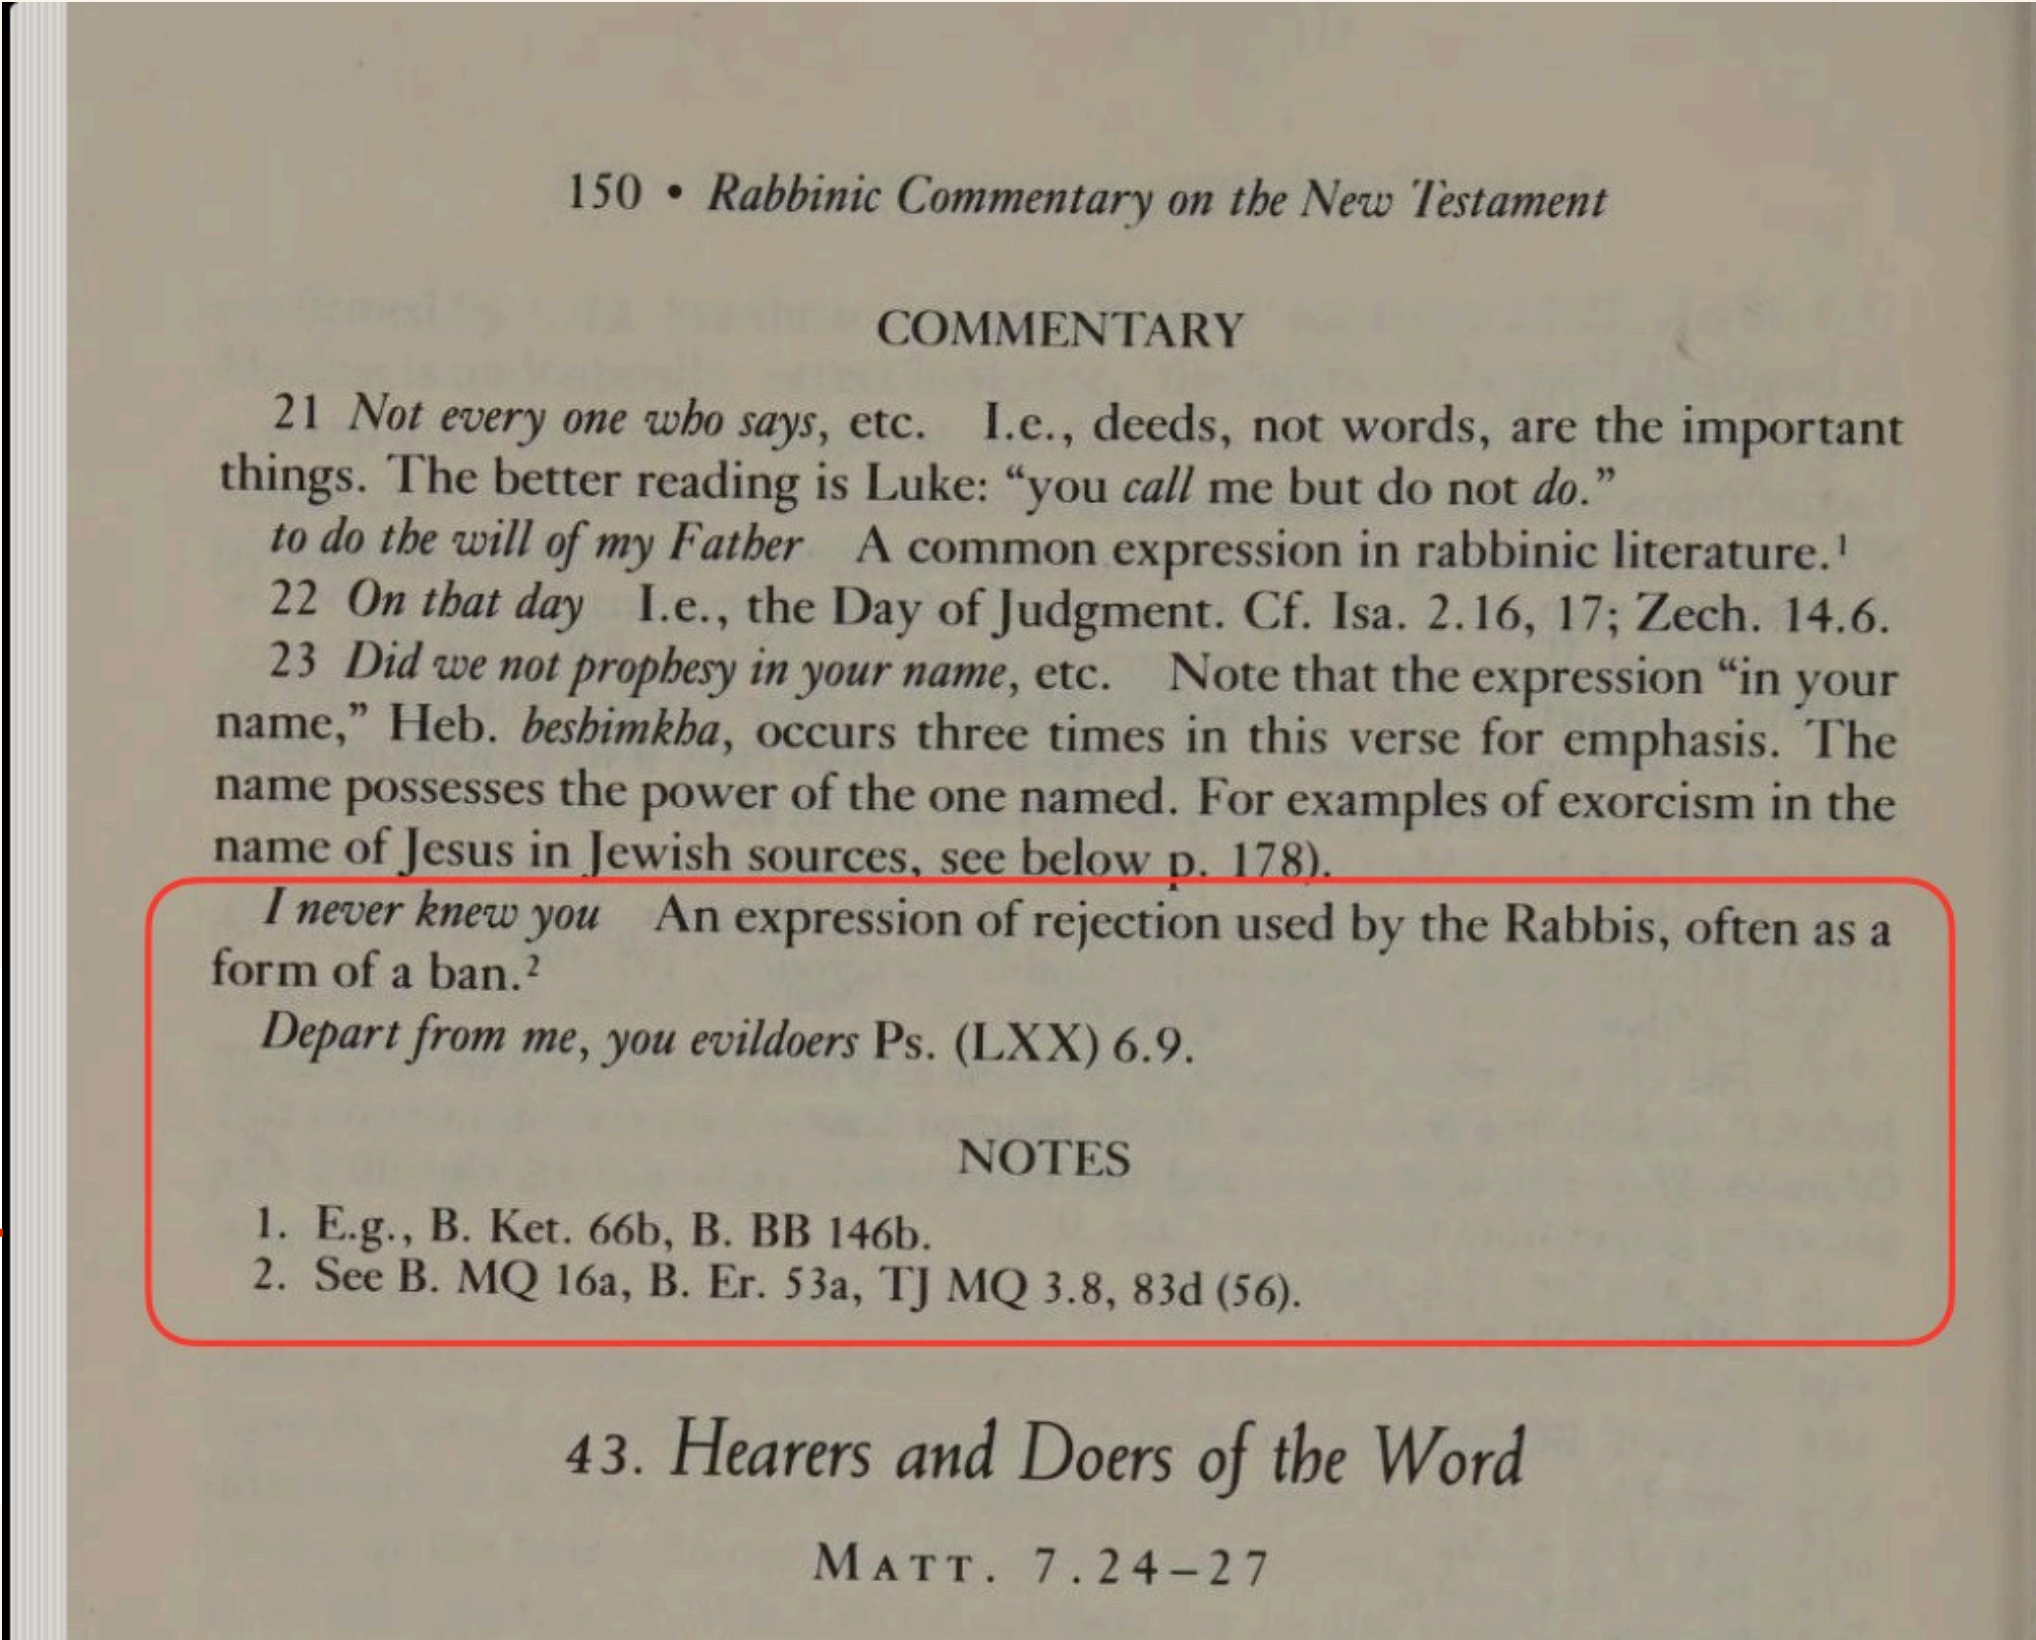 150 • Rabbinic Commentary on the New Testament
COMMENTARY
21 Not every one who says, etc. I.e., deeds, not words, are the important
things. The better reading is Luke: “you call me but do not do.”
to do the will of my Father A common expression in rabbinic literature.¹
22 On that day I.e., the Day of Judgment. Cf. Isa. 2.16, 17; Zech. 14.6.
23 Did we not prophesy in your name, etc. Note that the expression “in your
name,” Heb. beshimkha, occurs three times in this verse for emphasis. The
name possesses the power of the one named. For examples of exorcism in the
name of Jesus in Jewish sources, see below p. 178).
I never knew you An expression of rejection used by the Rabbis, often as a
form of a ban.²
Depart from me, you evildoers Ps. (LXX) 6.9.
NOTES
1. E.g., B. Ket. 66b, B. BB 146b.
2. See B. MQ 16a, B. Er. 53a, TJ MQ 3.8, 83d (56).
43. Hearers and Doers of the Word
MATT. 7.24–27